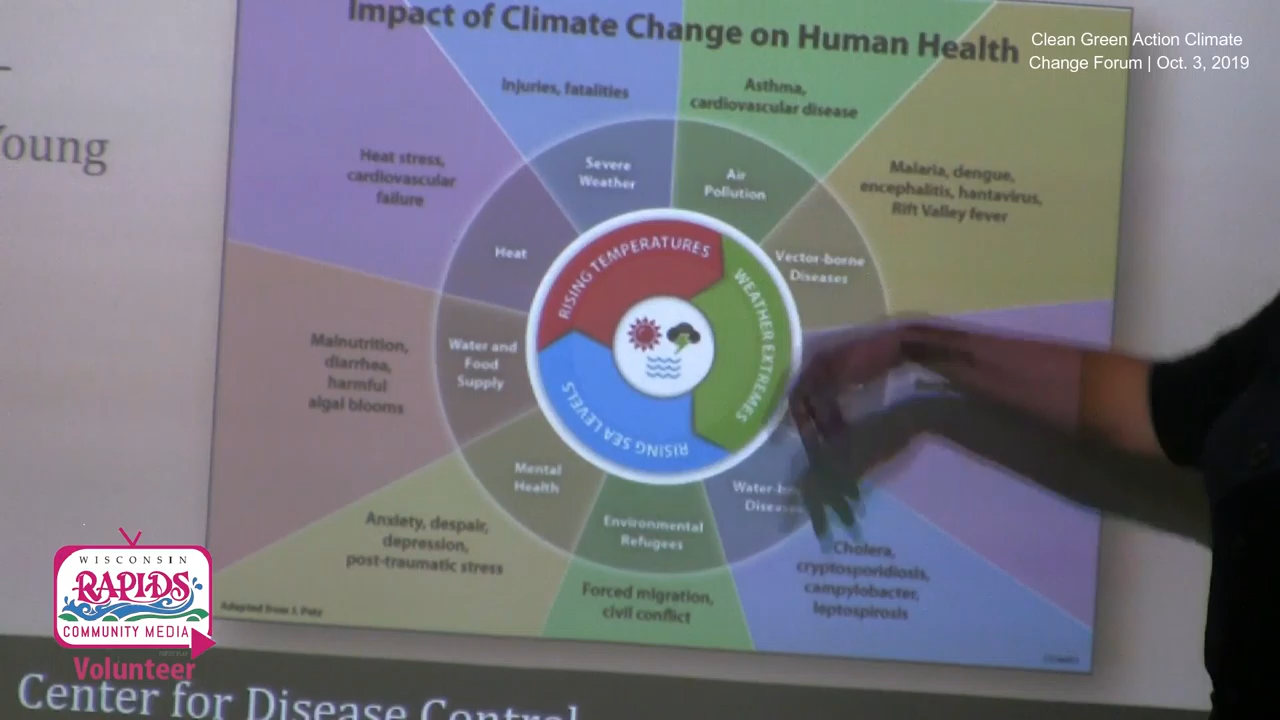 Impact of Climate Change on Human Health
Clean Green Action Climate
Change Forum | Oct. 3, 2019
Injuries, fatalities
Asthma,
cardiovascular disease
Heat stress,
cardiovascular
failure
Malaria, dengue,
encephalitis, hantavirus,
Rift Valley fever
Severe
Weather
Air
Pollution
Heat
Vector-borne
Diseases
RISING TEMPERATURES
WEATHER EXTREMES
RISING SEA LEVELS
Malnutrition,
diarrhea,
harmful
algal blooms
Water and
Food
Supply
Mental
Health
Environmental
Refugees
Anxiety, despair,
depression,
post-traumatic stress
Forced migration,
civil conflict
Cholera,
cryptosporidiosis,
campylobacter,
leptospirosis
Adapted from J. Patz
WISCONSIN
RAPIDS
COMMUNITY MEDIA
Volunteer
Center for Disease Control